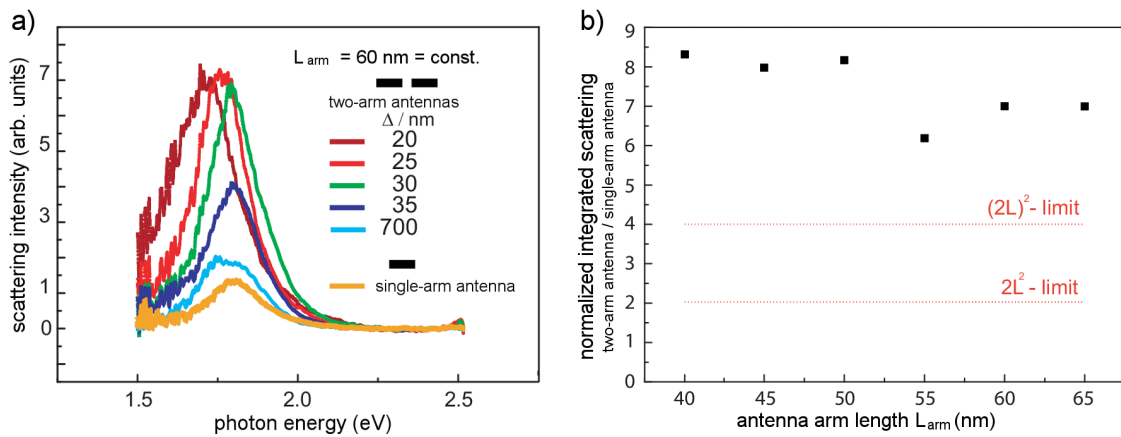 a)
scattering intensity (arb. units)
7
5
3
1
0
1.5
2.0
2.5
photon energy (eV)
L arm = 60 nm = const.
two-arm antennas
Δ / nm
20
25
30
35
700
single-arm antenna
b)
normalized integrated scattering
two-arm antenna / single-arm antenna
9
8
7
6
5
4
3
2
1
0
(2L)²- limit
2L²- limit
40
45
50
55
60
65
antenna arm length Larm (nm)